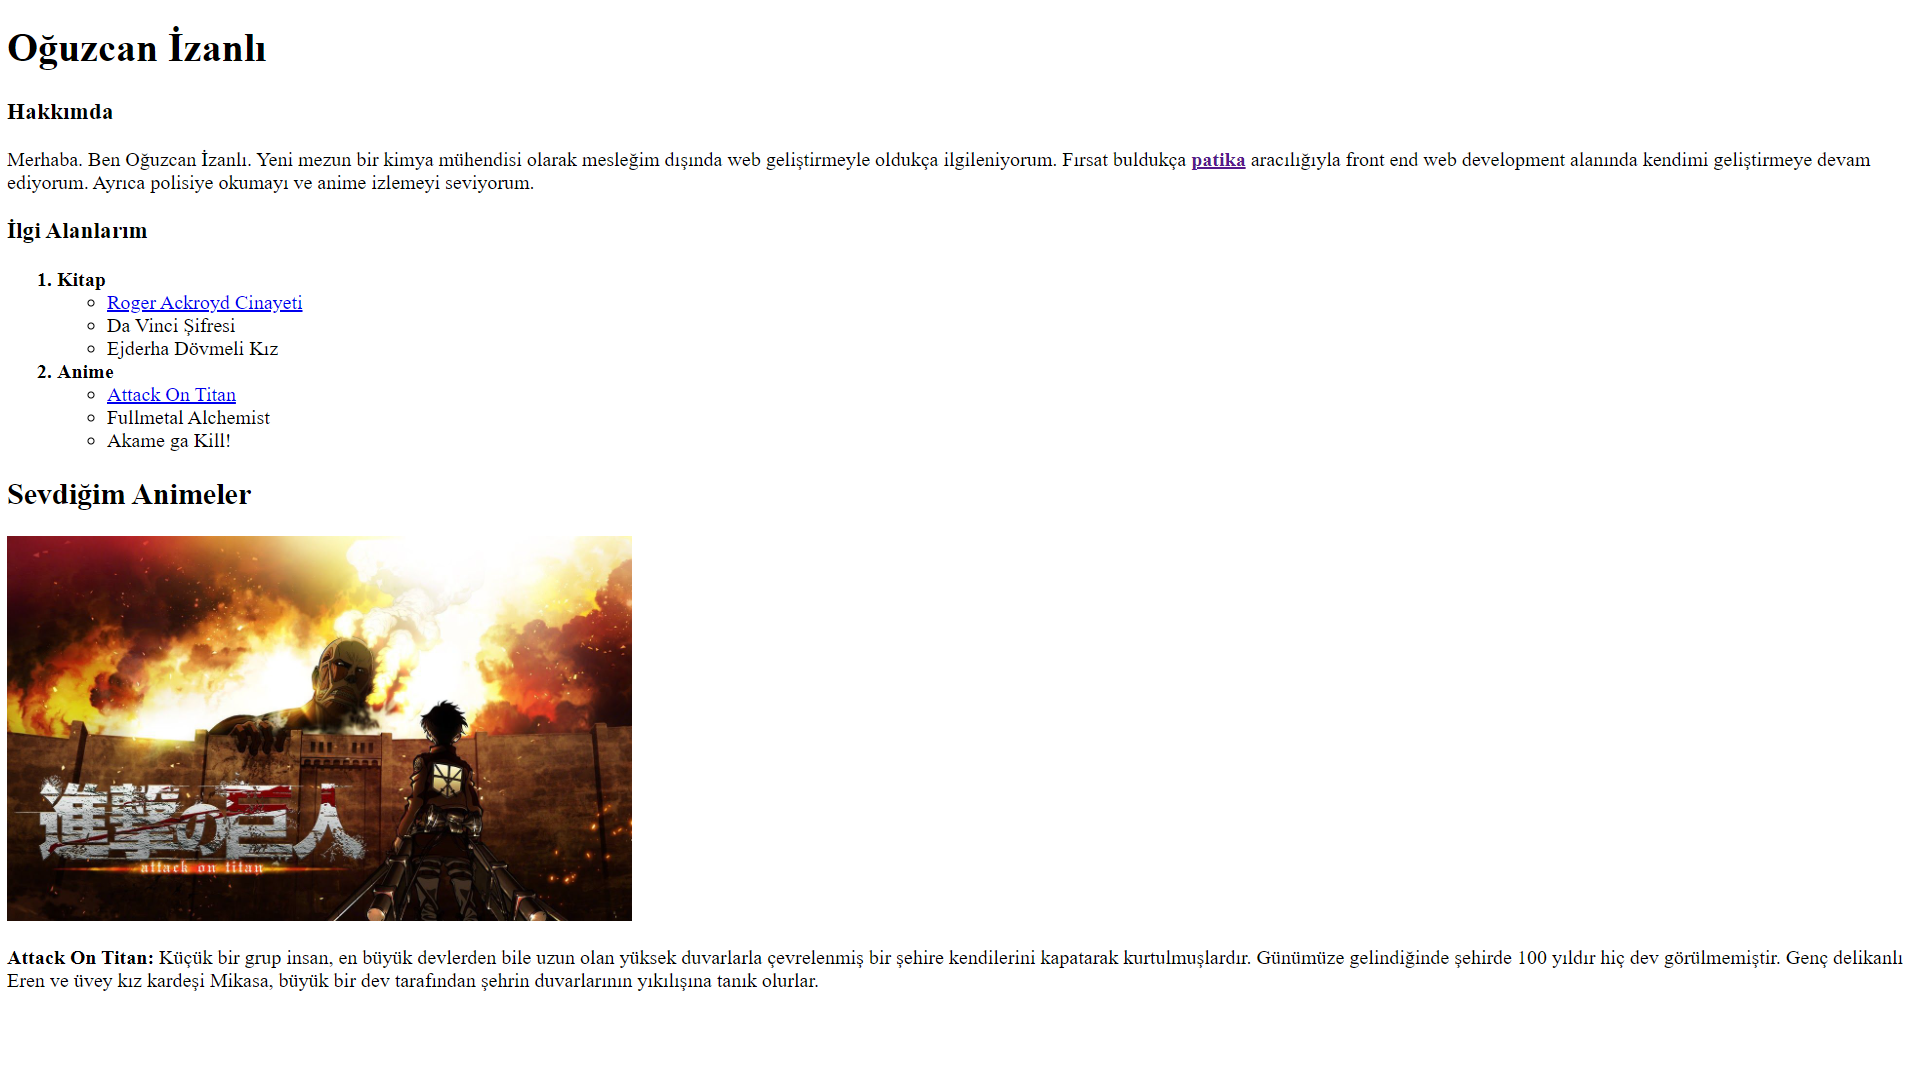 Oğuzcan İzanlı
Hakkımda
Merhaba. Ben Oğuzcan İzanlı. Yeni mezun bir kimya mühendisi olarak mesleğim dışında web geliştirmeyle oldukça ilgileniyorum. Fırsat buldukça patika aracılığıyla front end web development alanında kendimi geliştirmeye devam
ediyorum. Ayrıca polisiye okumayı ve anime izlemeyi seviyorum.
İlgi Alanlarım
1. Kitap
Roger Ackroyd Cinayeti
Da Vinci Şifresi
Ejderha Dövmeli Kız
2. Anime
Attack On Titan
Fullmetal Alchemist
Akame ga Kill!
Sevdiğim Animeler
進撃の巨人
attack on titan
Attack On Titan: Küçük bir grup insan, en büyük devlerden bile uzun olan yüksek duvarlarla çevrelenmiş bir şehire kendilerini kapatarak kurtulmuşlardır. Günümüze gelindiğinde şehirde 100 yıldır hiç dev görülmemiştir. Genç delikanlı
Eren ve üvey kız kardeşi Mikasa, büyük bir dev tarafından şehrin duvarlarının yıkılışına tanık olurlar.